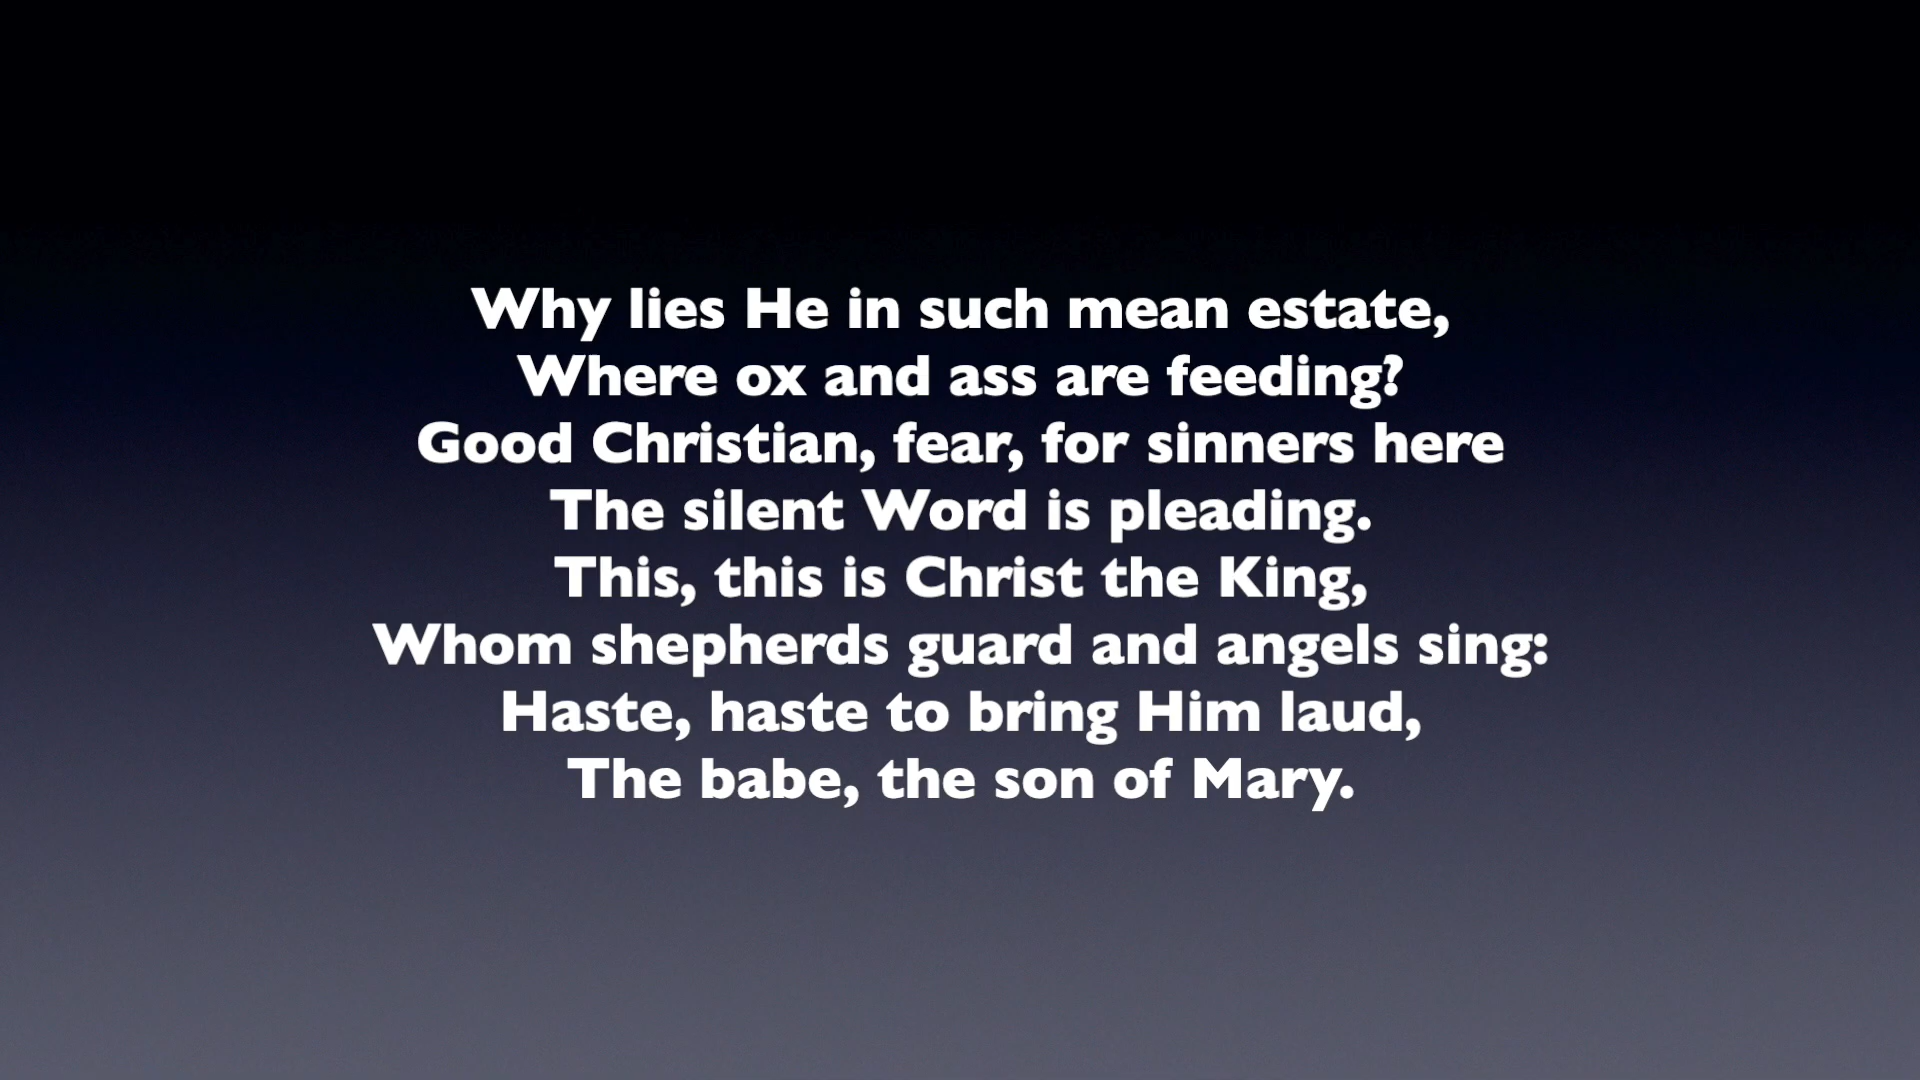 Why lies He in such mean estate,
Where ox and ass are feeding?
Good Christian, fear, for sinners here
The silent Word is pleading.
This, this is Christ the King,
Whom shepherds guard and angels sing:
Haste, haste to bring Him laud,
The babe, the son of Mary.